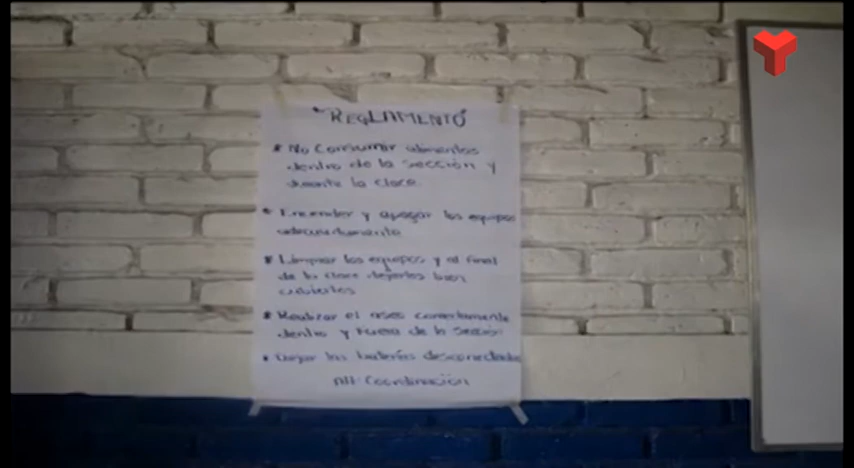 "REGLAMENTO"
* No consumir alimentos
dentro de la sección y
durante la clase.
* Encender y apagar los equipos
adecuadamente
* Limpiar los equipos y al final
de la clase dejarlos bien
cubiertos
* Realizar el aseo correctamente
dentro y fuera de la sección
* Dejar las baterías desconectadas
Att: Coordinación